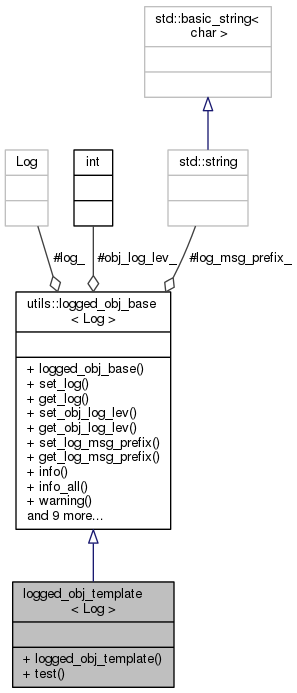 std::basic_string<
char >
Log
int
std::string
#log_
#obj_log_lev_
#log_msg_prefix_
utils::logged_obj_base
< Log >
+ logged_obj_base()
+ set_log()
+ get_log()
+ set_obj_log_lev()
+ get_obj_log_lev()
+ set_log_msg_prefix()
+ get_log_msg_prefix()
+ info()
+ info_all()
+ warning()
and 9 more...
logged_obj_template
< Log >
+ logged_obj_template()
+ test()